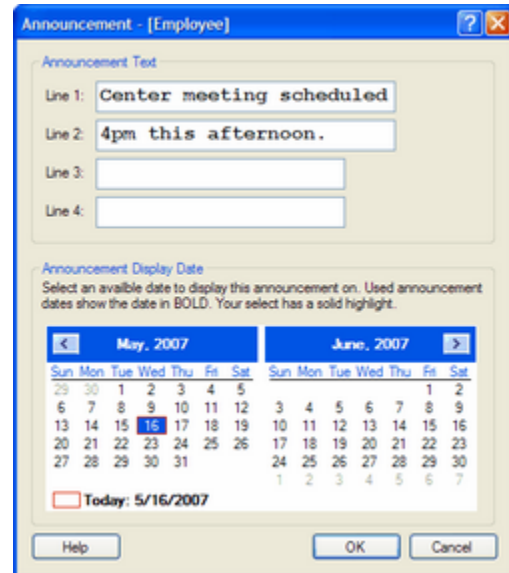 Announcement - [Employee]
Announcement Text
Line 1: Center meeting scheduled
Line 2: 4pm this afternoon.
Line 3:
Line 4:
Announcement Display Date
Select an availble date to display this announcement on. Used announcement
dates show the date in BOLD. Your select has a solid highlight.
May, 2007 June, 2007
Sun Mon Tue Wed Thu Fri Sat Sun Mon Tue Wed Thu Fri Sat
29 30 1 2 3 4 5 1 2
6 7 8 9 10 11 12 3 4 5 6 7 8 9
13 14 15 16 17 18 19 10 11 12 13 14 15 16
20 21 22 23 24 25 26 17 18 19 20 21 22 23
27 28 29 30 31 24 25 26 27 28 29 30
1 2 3 4 5 6 7
Today: 5/16/2007
Help OK Cancel